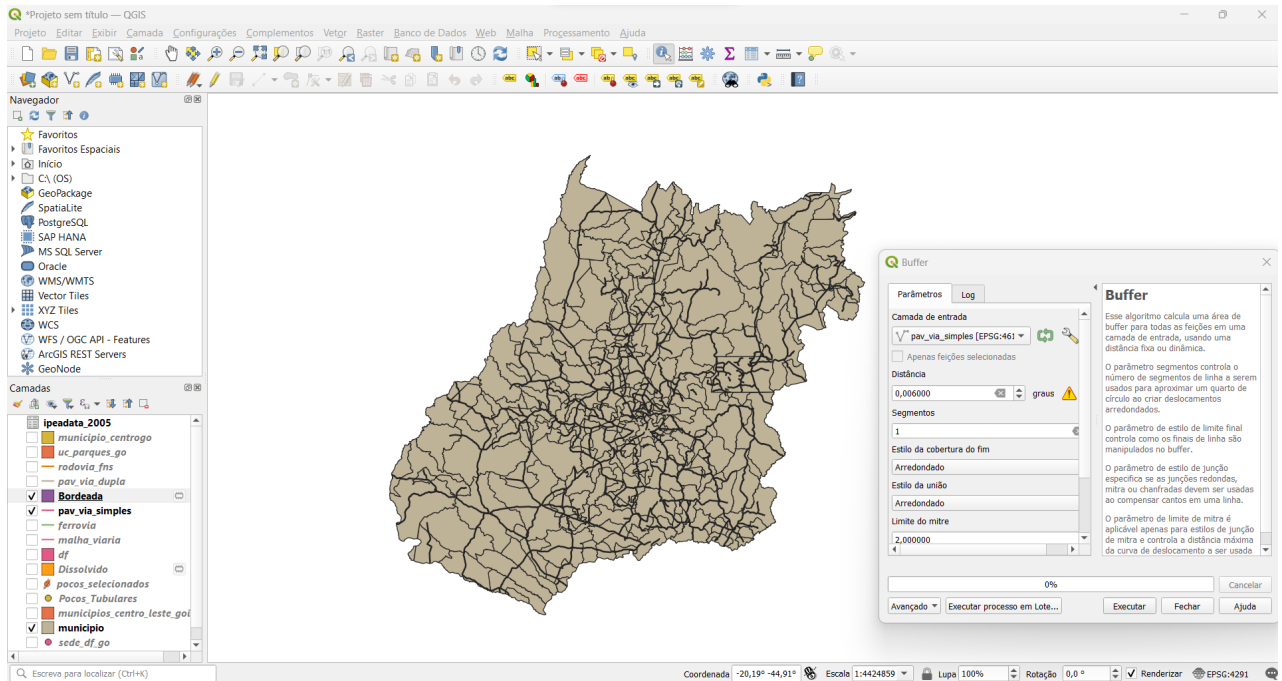 *Projeto sem título — QGIS
Projeto Editar Exibir Camada Configurações Complementos Vetor Raster Banco de Dados Web Malha Processamento Ajuda
Navegador
Favoritos
Favoritos Espaciais
Início
C:\ (OS)
GeoPackage
SpatiaLite
PostgreSQL
SAP HANA
MS SQL Server
Oracle
WMS/WMTS
Vector Tiles
XYZ Tiles
WCS
WFS / OGC API - Features
ArcGIS REST Servers
GeoNode
Camadas
ipeadata_2005
municipio_centrogo
uc_parques_go
rodovia_fns
pav_via_dupla
Bordeada
pav_via_simples
ferrovia
malha_viaria
df
Dissolvido
pocos_selecionados
Pocos_Tubulares
municipios_centro_leste_goi
municipio
sede_df_go
Buffer
Parâmetros Log
Camada de entrada
pav_via_simples [EPSG:461
Apenas feições selecionadas
Distância
0,006000 graus
Segmentos
1
Estilo da cobertura do fim
Arredondado
Estilo da união
Arredondado
Limite do mitre
2,000000
Buffer
Esse algoritmo calcula uma área de
buffer para todas as feições em uma
camada de entrada, usando uma
distância fixa ou dinâmica.
O parâmetro segmentos controla o
número de segmentos de linha a serem
usados para aproximar um quarto de
círculo ao criar deslocamentos
arredondados.
O parâmetro de estilo de limite final
controla como os finais de linha são
manipulados no buffer.
O parâmetro de estilo de junção
especifica se as junções redondas,
mitra ou chanfradas devem ser usadas
ao compensar cantos em uma linha.
O parâmetro de limite de mitra é
aplicável apenas para estilos de junção
de mitra e controla a distância máxima
da curva de deslocamento a ser usada
0%
Cancelar
Avançado Executar processo em Lote... Executar Fechar Ajuda
Escreva para localizar (Ctrl+K) Coordenada -20,19° -44,91° Escala 1:4424859 Lupa 100% Rotação 0,0 ° Renderizar EPSG:4291